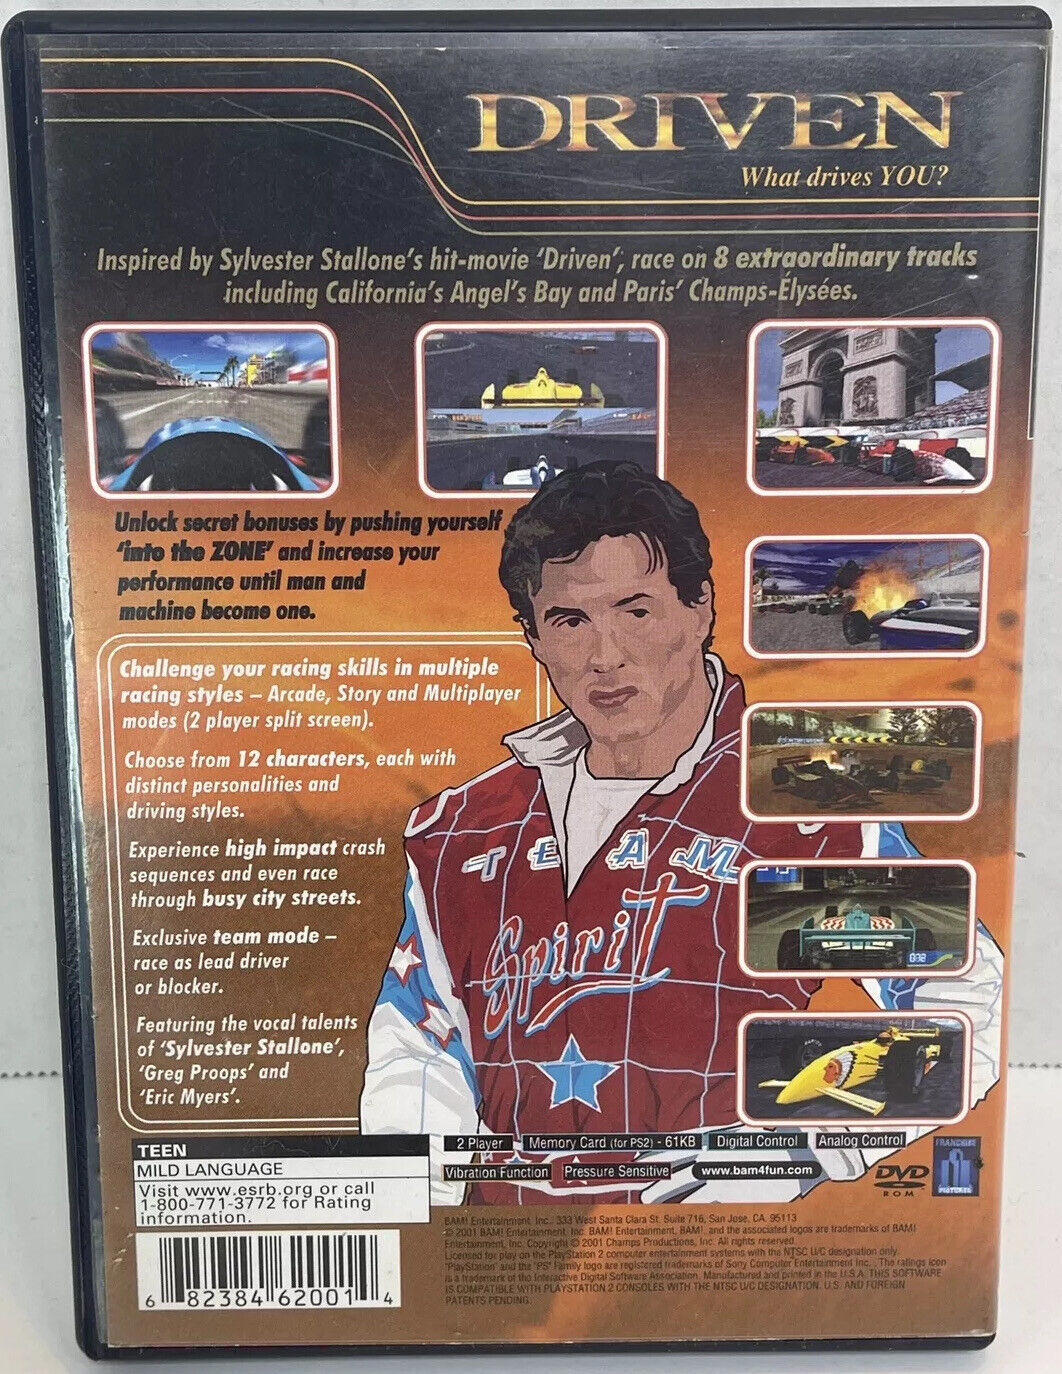 DRIVEN
What drives YOU?
Inspired by Sylvester Stallone's hit-movie 'Driven', race on 8 extraordinary tracks
including California's Angel's Bay and Paris' Champs-Élysées.
Unlock secret bonuses by pushing yourself
'into the ZONE' and increase your
performance until man and
machine become one.
Challenge your racing skills in multiple
racing styles – Arcade, Story and Multiplayer
modes (2 player split screen).
Choose from 12 characters, each with
distinct personalities and
driving styles.
Experience high impact crash
sequences and even race
through busy city streets.
Exclusive team mode –
race as lead driver
or blocker.
Featuring the vocal talents
of 'Sylvester Stallone',
'Greg Proops' and
'Eric Myers'.
TEAM
Spirit
TEEN
MILD LANGUAGE
Visit www.esrb.org or call
1-800-771-3772 for Rating
information.
6 82384 62001 4
2 Player Memory Card (for PS2) - 61KB Digital Control Analog Control
Vibration Function Pressure Sensitive www.bam4fun.com
DVD
ROM
FRANCHISE
PICTURES
BAM! Entertainment, Inc., 333 West Santa Clara St. Suite 716, San Jose, CA. 95113
© 2001 BAM! Entertainment, Inc. BAM! Entertainment, BAM!, and the associated logos are trademarks of BAM!
Entertainment, Inc. Copyright © 2001 Champs Productions, Inc. All rights reserved.
Licensed for play on the PlayStation 2 computer entertainment systems with the NTSC U/C designation only.
"PlayStation" and the "PS" Family logo are registered trademarks of Sony Computer Entertainment Inc.. The ratings icon
is a trademark of the Interactive Digital Software Association. Manufactured and printed in the U.S.A. THIS SOFTWARE
IS COMPATIBLE WITH PLAYSTATION 2 CONSOLES WITH THE NTSC U/C DESIGNATION. U.S. AND FOREIGN
PATENTS PENDING.